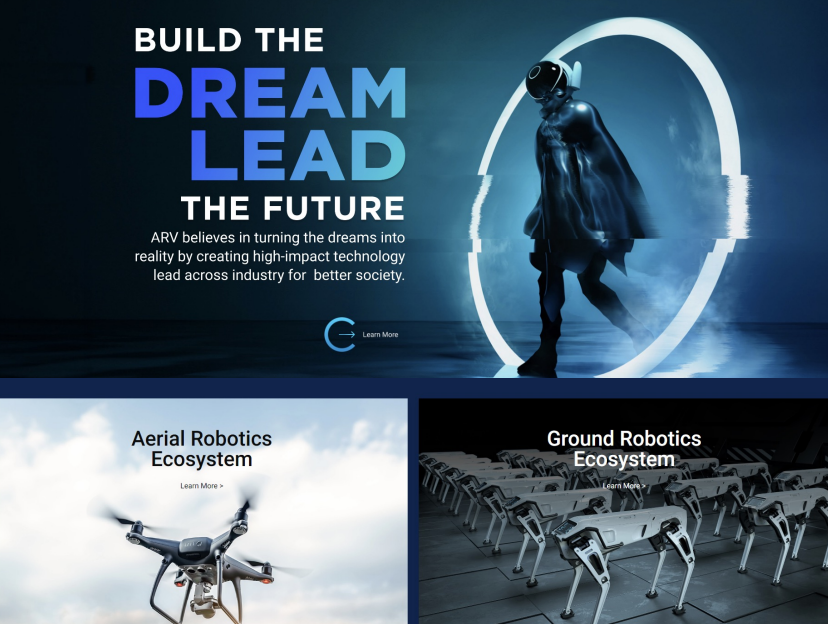 BUILD THE
DREAM
LEAD
THE FUTURE
ARV believes in turning the dreams into
reality by creating high-impact technology
lead across industry for  better society.
Learn More
Aerial Robotics
Ecosystem
Learn More >
Ground Robotics
Ecosystem
Learn More >